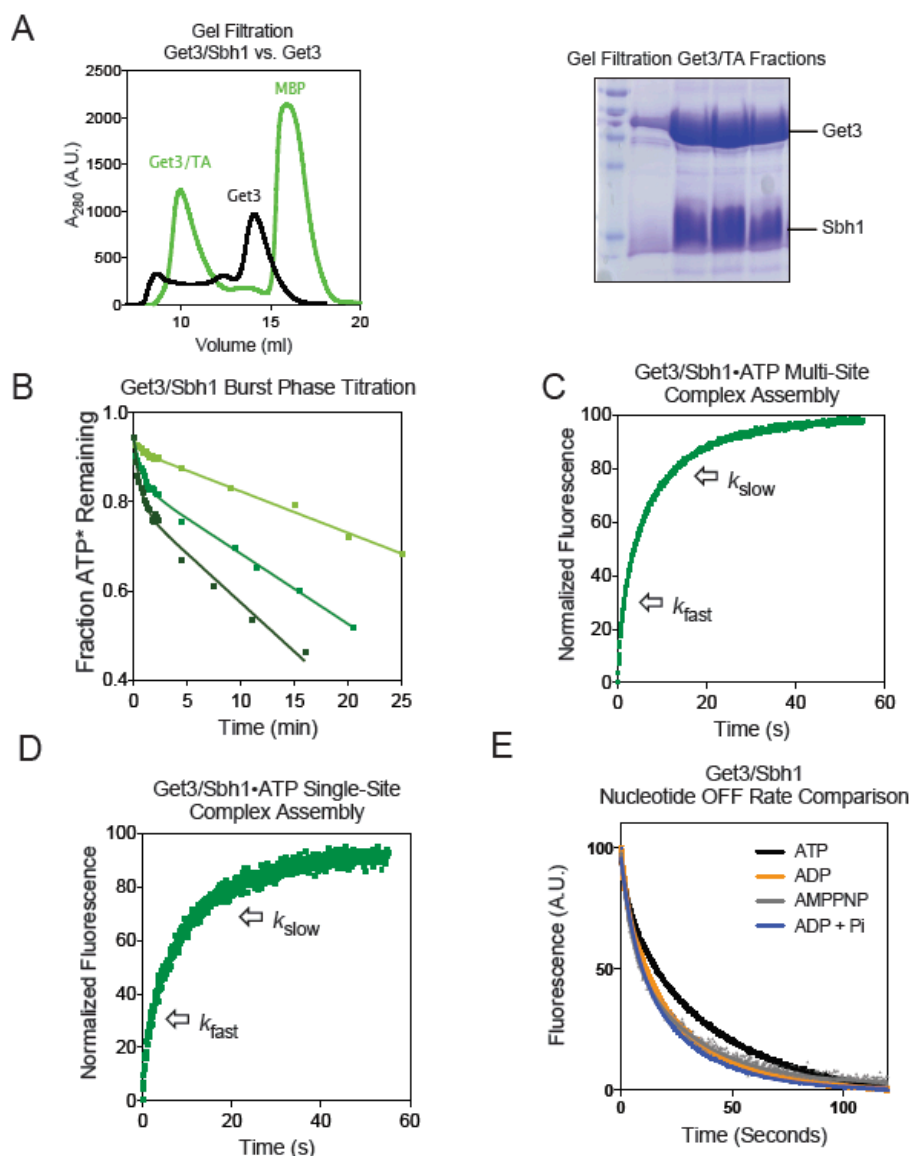 A
Gel Filtration
Get3/Sbh1 vs. Get3
2500
2000
1500
1000
500
0
10
15
20
A280 (A.U.)
Volume (ml)
Get3/TA
Get3
MBP
Gel Filtration Get3/TA Fractions
Get3
Sbh1
B
Get3/Sbh1 Burst Phase Titration
1.0
0.8
0.6
0.4
0
5
10
15
20
25
Fraction ATP* Remaining
Time (min)
C
Get3/Sbh1•ATP Multi-Site
Complex Assembly
100
80
60
40
20
0
0
20
40
60
Normalized Fluorescence
Time (s)
kslow
kfast
D
Get3/Sbh1•ATP Single-Site
Complex Assembly
100
80
60
40
20
0
0
20
40
60
Normalized Fluorescence
Time (s)
kslow
kfast
E
Get3/Sbh1
Nucleotide OFF Rate Comparison
100
50
0
0
50
100
Fluorescence (A.U.)
Time (Seconds)
ATP
ADP
AMPPNP
ADP + Pi